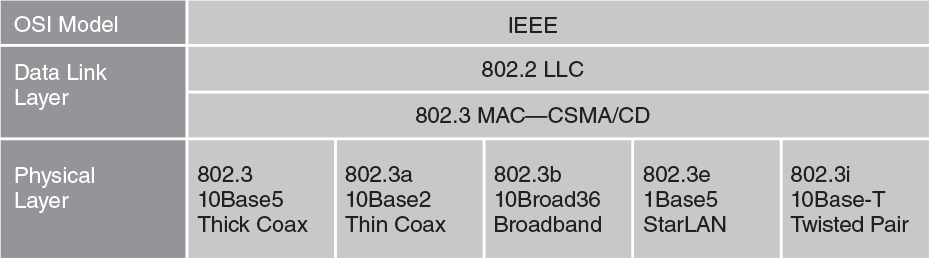 OSI Model
IEEE
Data Link
Layer
802.2 LLC
802.3 MAC—CSMA/CD
Physical
Layer
802.3
10Base5
Thick Coax
802.3a
10Base2
Thin Coax
802.3b
10Broad36
Broadband
802.3e
1Base5
StarLAN
802.3i
10Base-T
Twisted Pair